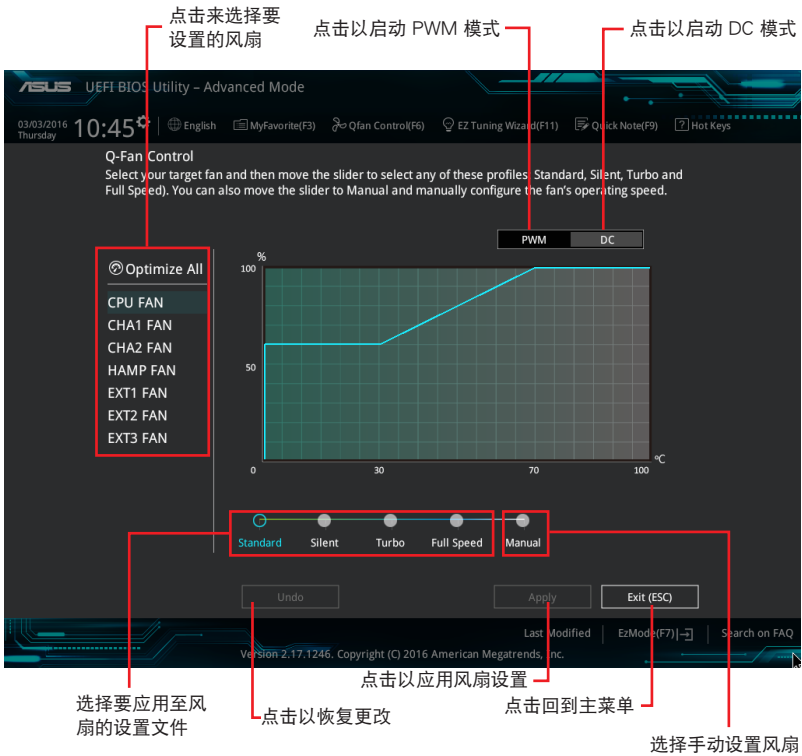 点击来选择要
设置的风扇
点击以启动 PWM 模式
点击以启动 DC 模式
ASUS UEFI BIOS Utility – Advanced Mode
03/03/2016
Thursday
10:45
English
MyFavorite(F3)
Qfan Control(F6)
EZ Tuning Wizard(F11)
Quick Note(F9)
? Hot Keys
Q-Fan Control
Select your target fan and then move the slider to select any of these profiles: Standard, Silent, Turbo and
Full Speed). You can also move the slider to Manual and manually configure the fan's operating speed.
PWM
DC
Optimize All
CPU FAN
CHA1 FAN
CHA2 FAN
HAMP FAN
EXT1 FAN
EXT2 FAN
EXT3 FAN
%
100
50
0
30
70
100
ºC
Standard
Silent
Turbo
Full Speed
Manual
Undo
Apply
Exit (ESC)
Last Modified
EzMode(F7)
Search on FAQ
Version 2.17.1246. Copyright (C) 2016 American Megatrends, Inc.
点击以应用风扇设置
选择要应用至风
扇的设置文件
点击以恢复更改
点击回到主菜单
选择手动设置风扇